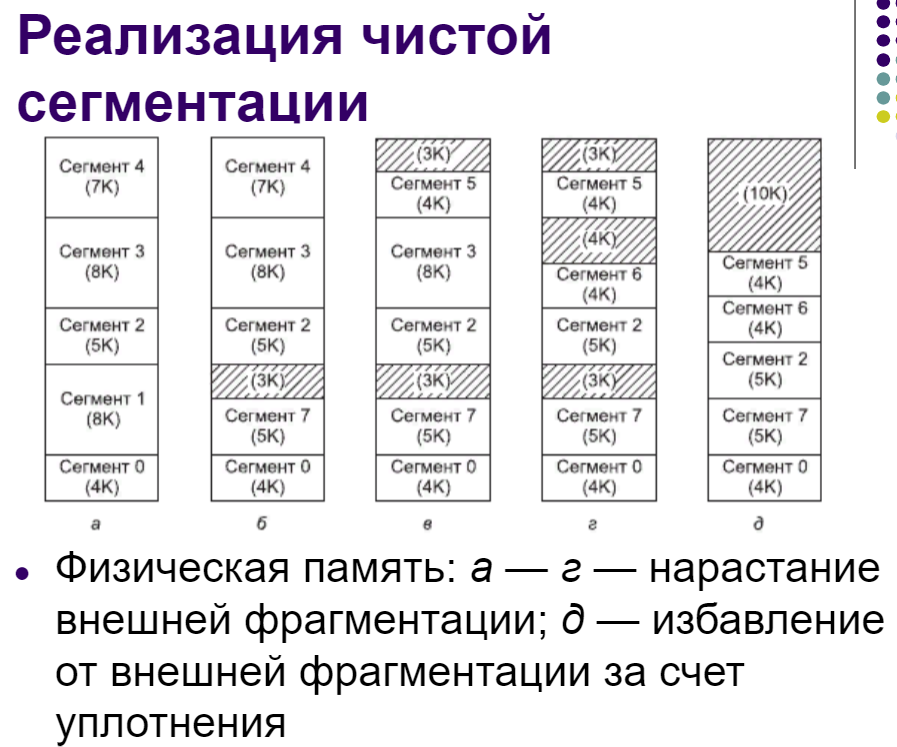 Реализация чистой
сегментации
Сегмент 4
(7K)
Сегмент 3
(8K)
Сегмент 2
(5K)
Сегмент 1
(8K)
Сегмент 0
(4K)
а
Сегмент 4
(7K)
Сегмент 3
(8K)
Сегмент 2
(5K)
(3K)
Сегмент 7
(5K)
Сегмент 0
(4K)
б
(3K)
Сегмент 5
(4K)
Сегмент 3
(8K)
Сегмент 2
(5K)
(3K)
Сегмент 7
(5K)
Сегмент 0
(4K)
в
(3K)
Сегмент 5
(4K)
(4K)
Сегмент 6
(4K)
Сегмент 2
(5K)
(3K)
Сегмент 7
(5K)
Сегмент 0
(4K)
г
(10K)
Сегмент 5
(4K)
Сегмент 6
(4K)
Сегмент 2
(5K)
Сегмент 7
(5K)
Сегмент 0
(4K)
д
• Физическая память: а — г — нарастание
внешней фрагментации; д — избавление
от внешней фрагментации за счет
уплотнения